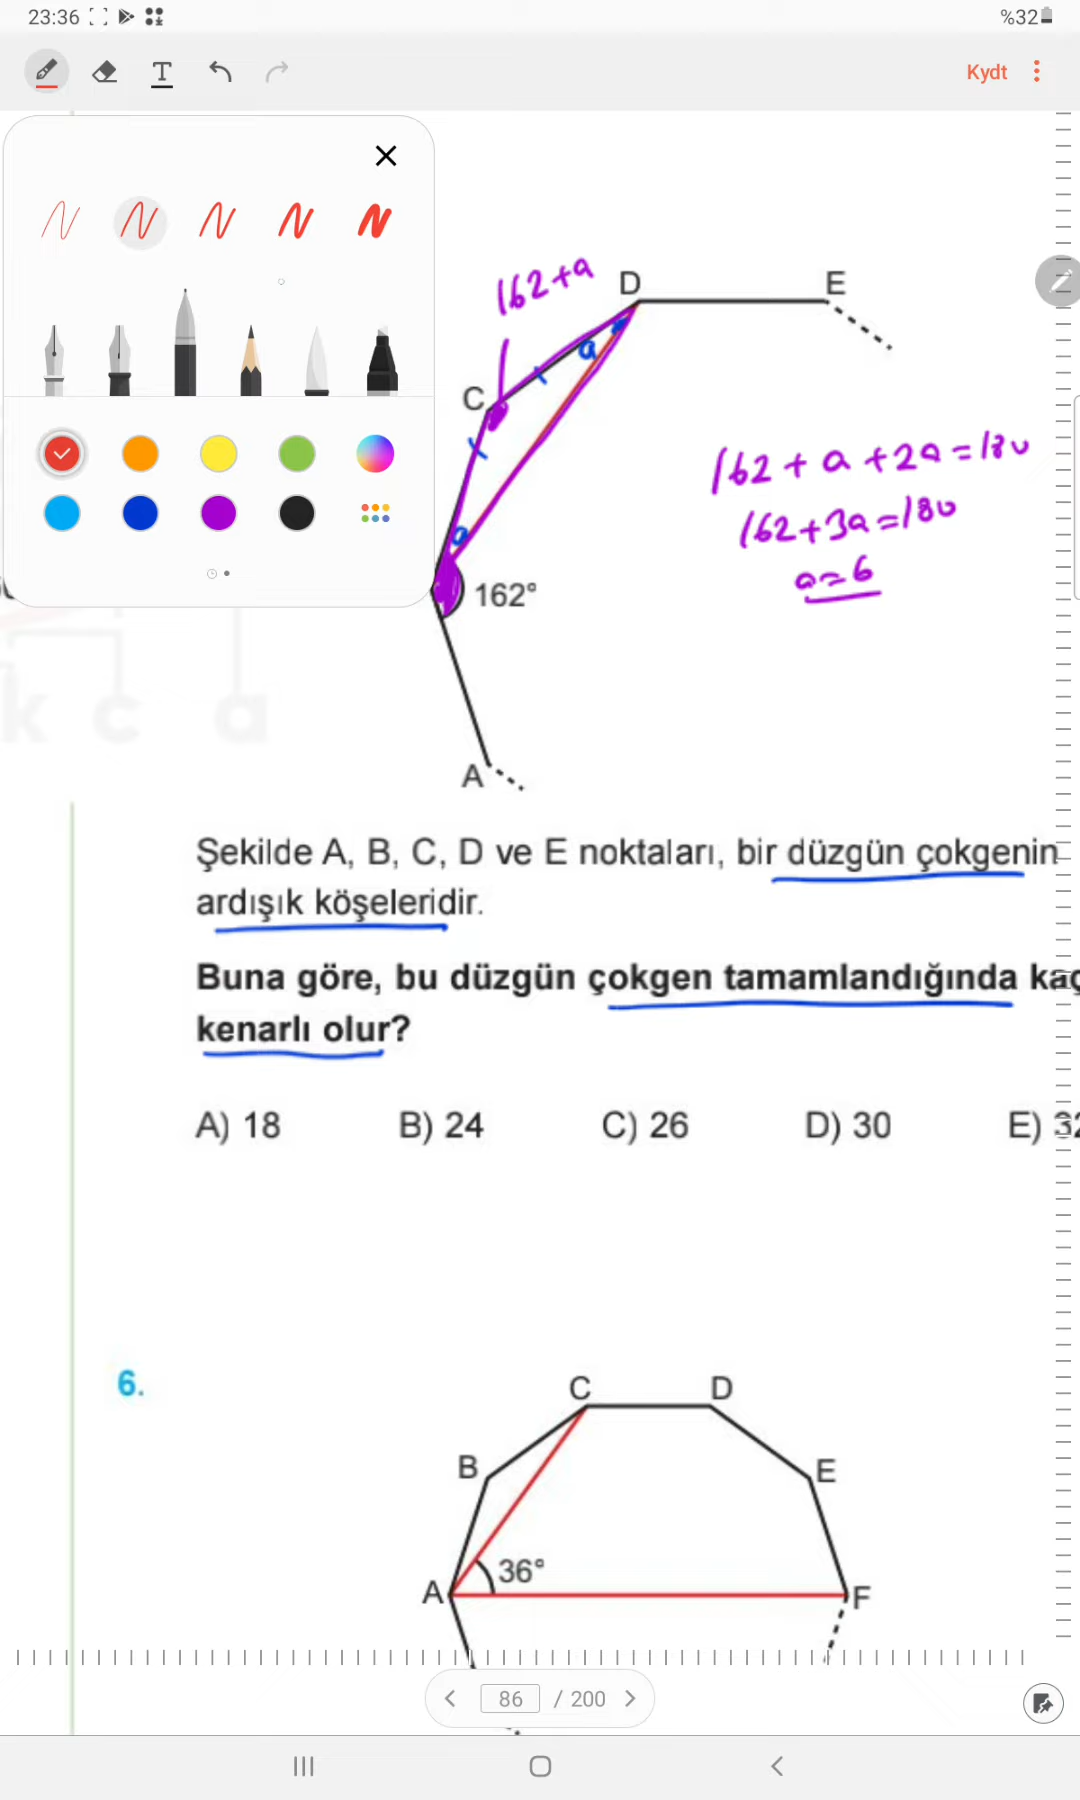 23:36
%32
T
Kydt
162+a
D
E
a
C
162 + a + 2a = 180
162+3a=180
a
a=6
162°
k c a
A
Şekilde A, B, C, D ve E noktaları, bir düzgün çokgenin
ardışık köşeleridir.
Buna göre, bu düzgün çokgen tamamlandığında kaç
kenarlı olur?
A) 18 B) 24 C) 26 D) 30 E) 32
6.
C D
B E
36°
A F
86 / 200